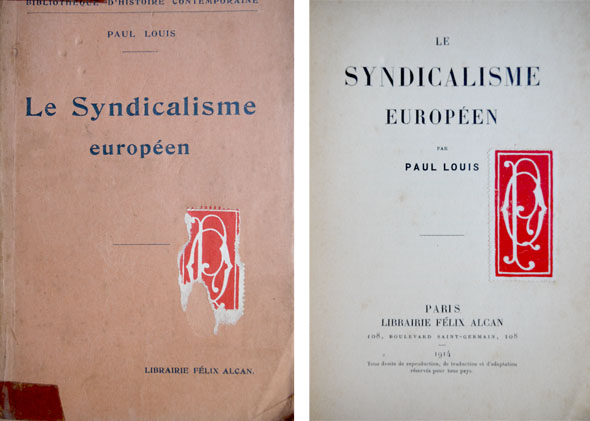 BIBLIOTHÈQUE D'HISTOIRE CONTEMPORAINE
PAUL LOUIS
Le Syndicalisme
européen
LIBRAIRIE FÉLIX ALCAN.
LE
SYNDICALISME
EUROPÉEN
PAR
PAUL LOUIS
PARIS
LIBRAIRIE FÉLIX ALCAN
108, BOULEVARD SAINT-GERMAIN, 108
1914
Tous droits de reproduction, de traduction et d'adaptation
réservés pour tous pays.